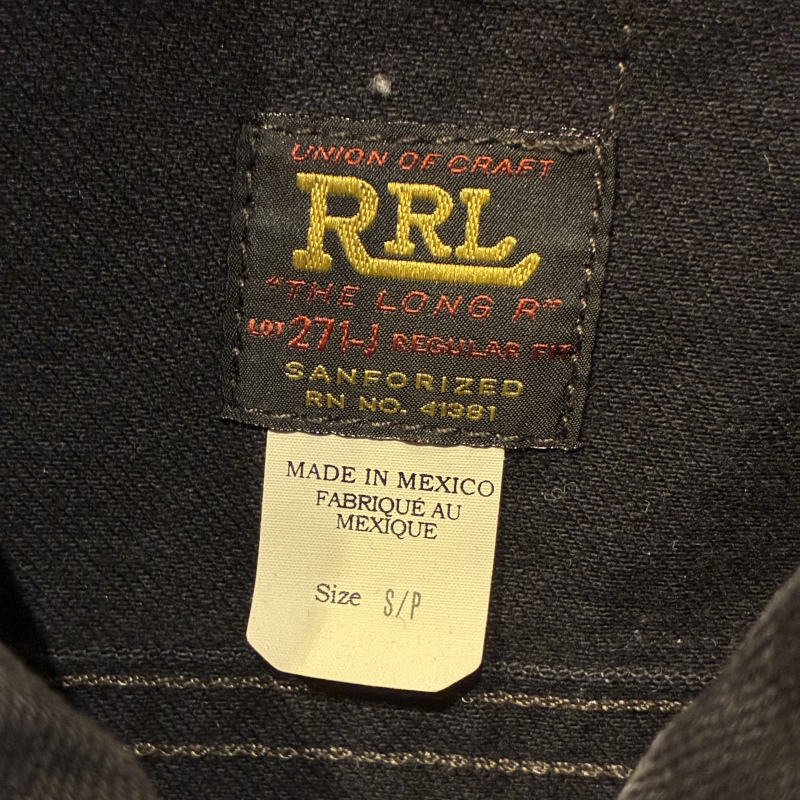 UNION OF CRAFT
RRL
"THE LONG R"
LOT 271-J REGULAR FIT
SANFORIZED
RN NO. 41381
MADE IN MEXICO
FABRIQUÉ AU
MEXIQUE
Size S/P